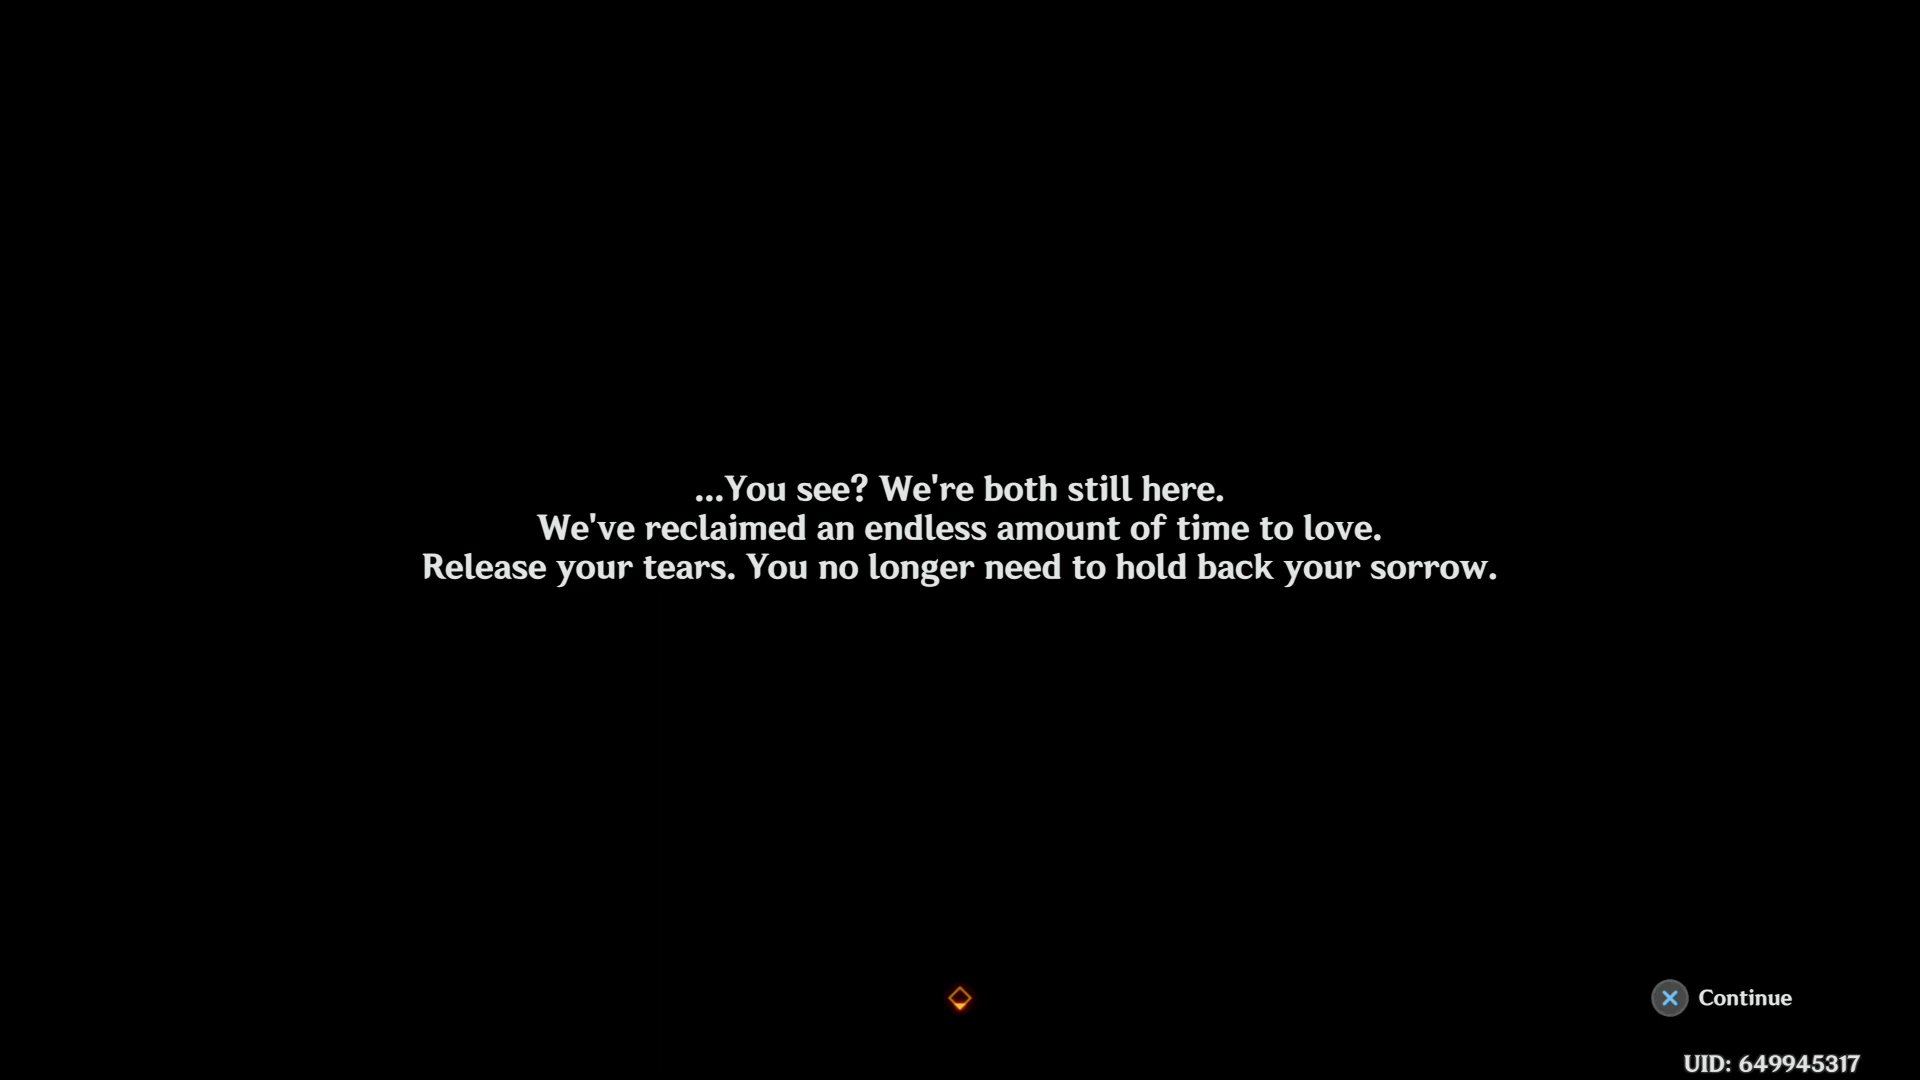 ...You see? We're both still here.
We've reclaimed an endless amount of time to love.
Release your tears. You no longer need to hold back your sorrow.
Continue
UID: 649945317